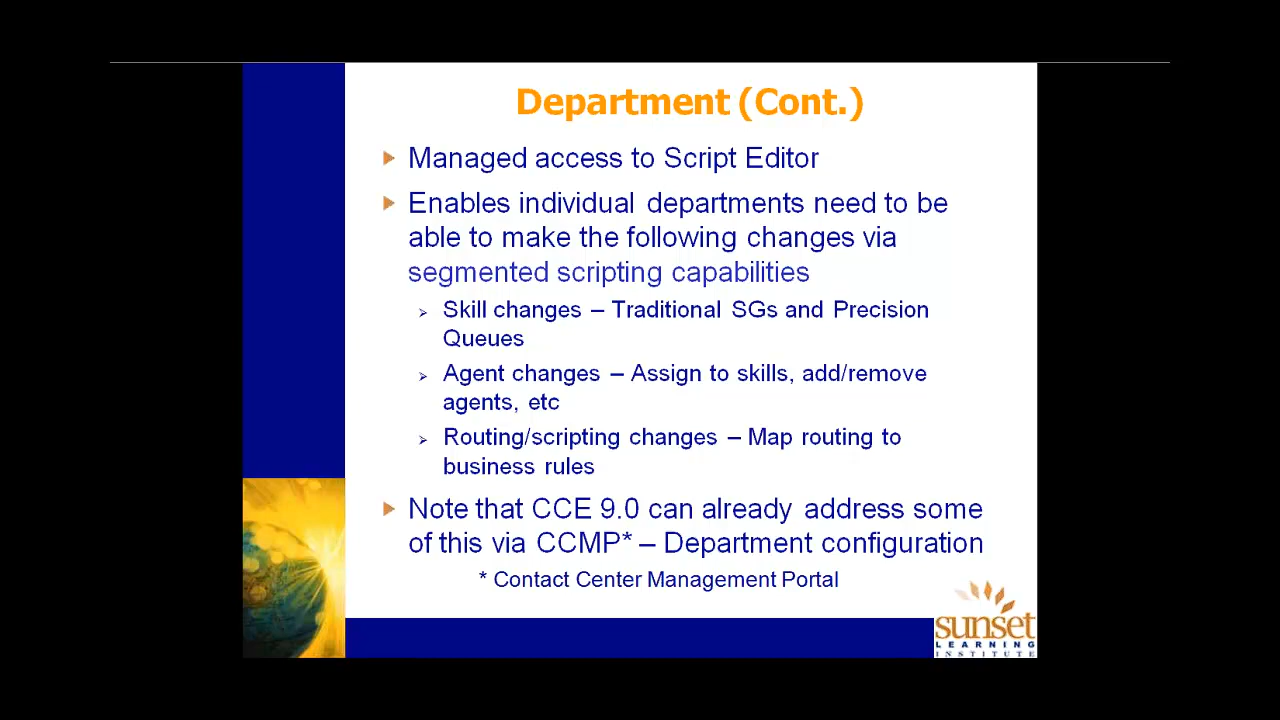 Department (Cont.)
Managed access to Script Editor
Enables individual departments need to be
able to make the following changes via
segmented scripting capabilities
Skill changes – Traditional SGs and Precision
Queues
Agent changes – Assign to skills, add/remove
agents, etc
Routing/scripting changes – Map routing to
business rules
Note that CCE 9.0 can already address some
of this via CCMP* – Department configuration
* Contact Center Management Portal
sunset
LEARNING
INSTITUTE